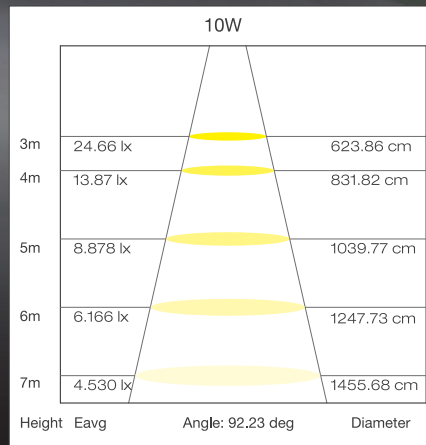 10W
3m 24.66 lx 623.86 cm
4m 13.87 lx 831.82 cm
5m 8.878 lx 1039.77 cm
6m 6.166 lx 1247.73 cm
7m 4.530 lx 1455.68 cm
Height Eavg Angle: 92.23 deg Diameter